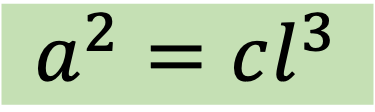 a² = cl³